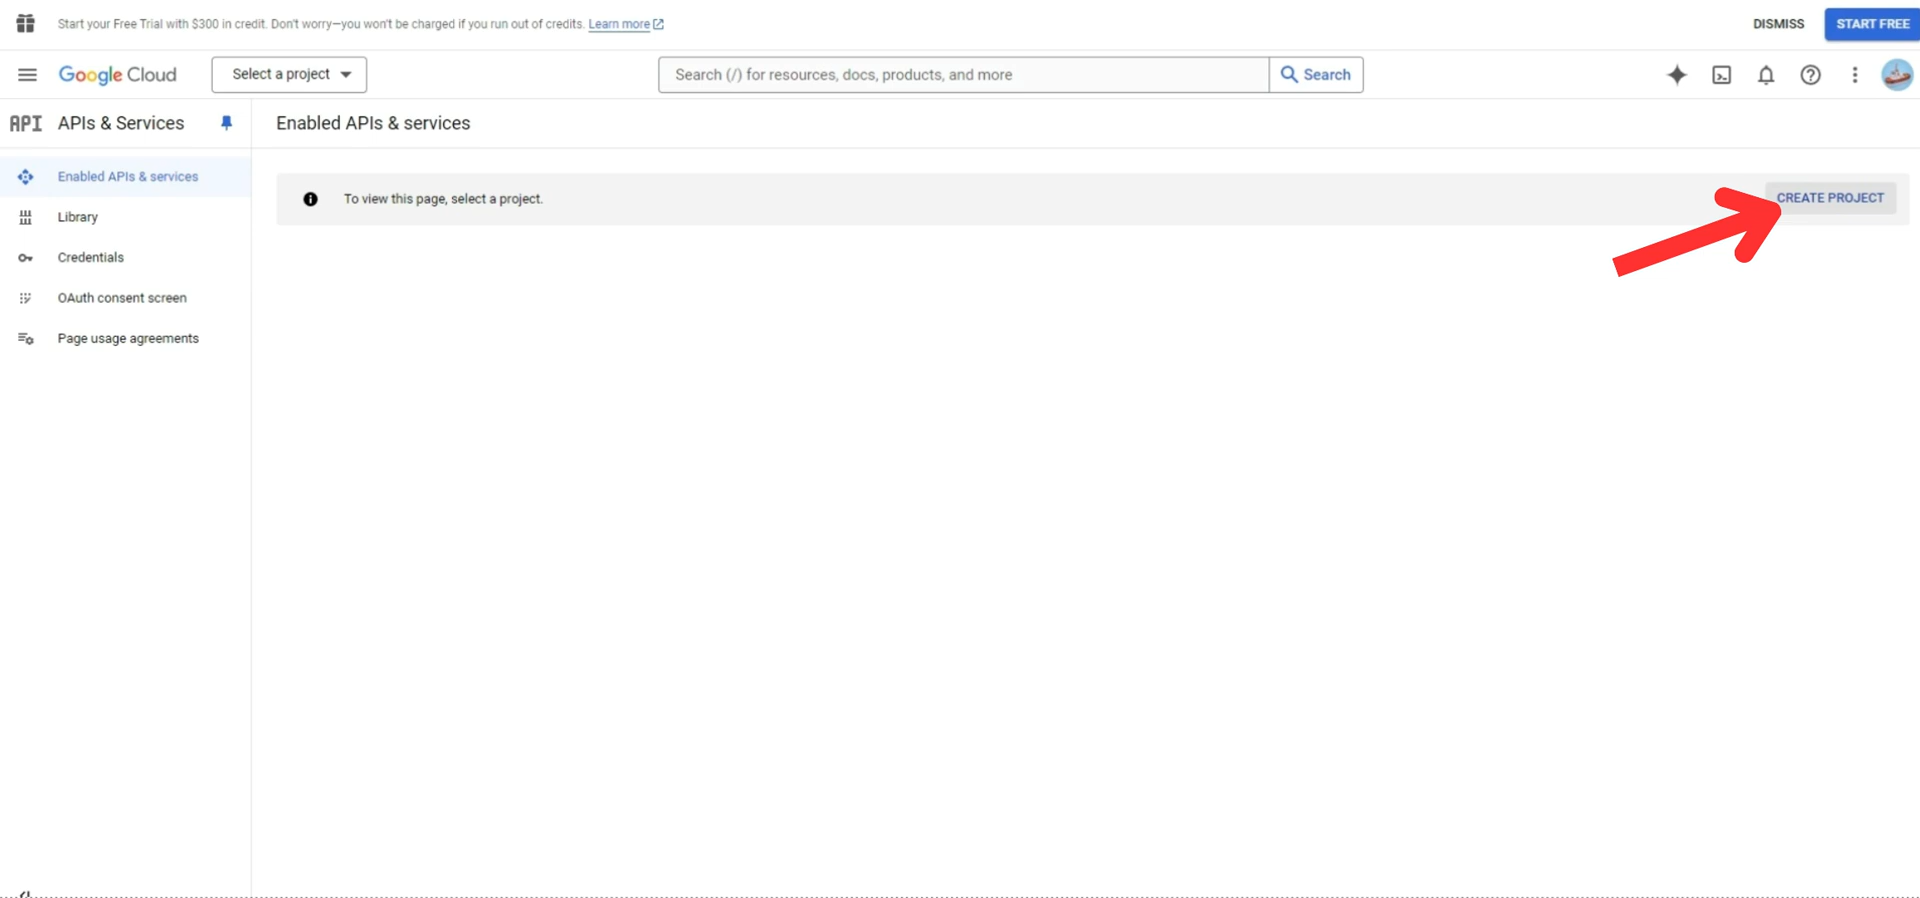 Start your Free Trial with $300 in credit. Don't worry—you won't be charged if you run out of credits. Learn more
DISMISS
START FREE
Google Cloud
Select a project
Search (/) for resources, docs, products, and more
Search
API APIs & Services
Enabled APIs & services
Enabled APIs & services
To view this page, select a project.
CREATE PROJECT
Library
Credentials
OAuth consent screen
Page usage agreements